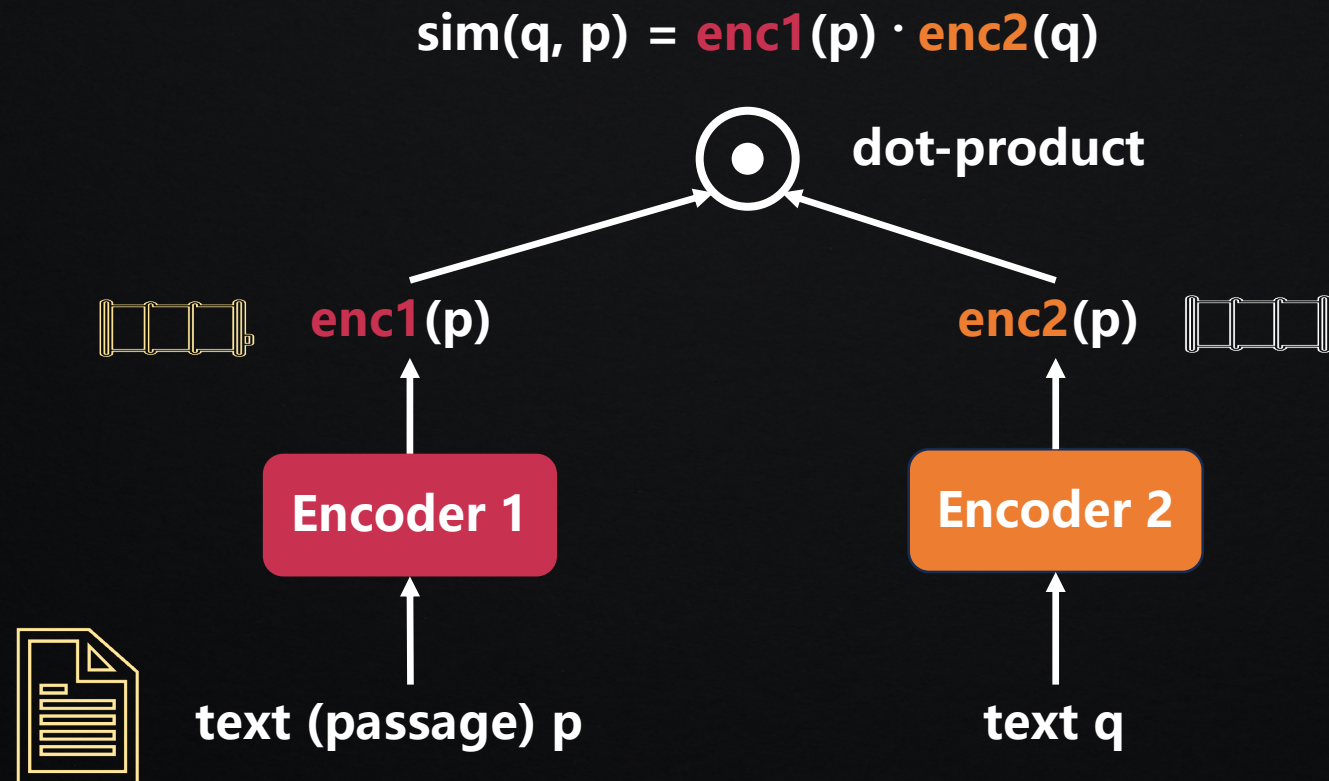 sim(q, p) = enc1(p) · enc2(q)
dot-product
enc1(p)
enc2(p)
Encoder 1
Encoder 2
text (passage) p
text q